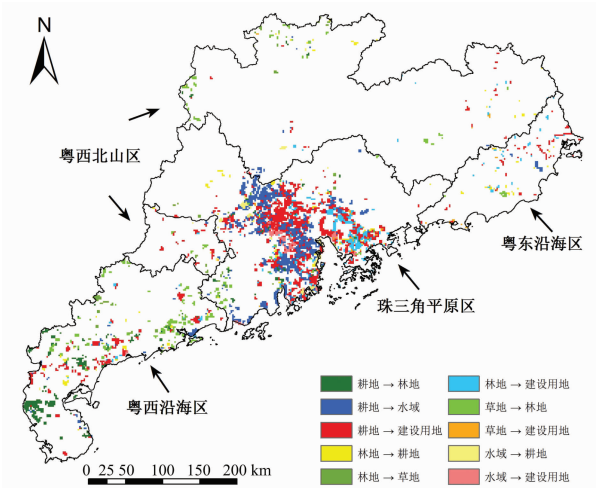 N
粤西北山区
粤东沿海区
珠三角平原区
粤西沿海区
耕地→林地
林地→建设用地
耕地→水域
草地→林地
耕地→建设用地
草地→建设用地
林地→耕地
水域→耕地
林地→草地
水域→建设用地
0 25 50 100 150 200 km